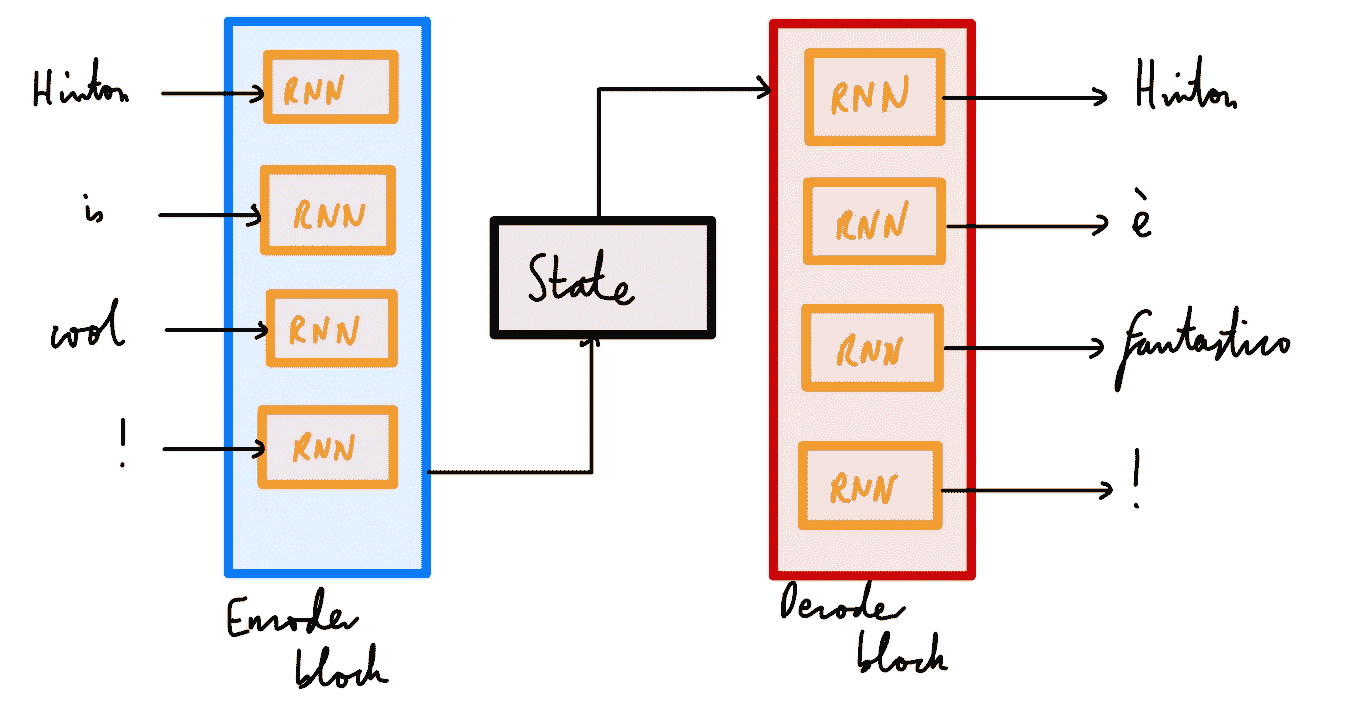 Hinton
RNN
RNN
Hinton
is
RNN
RNN
è
State
cool
RNN
RNN
fantastico
!
RNN
RNN
!
Encoder
block
Decoder
block